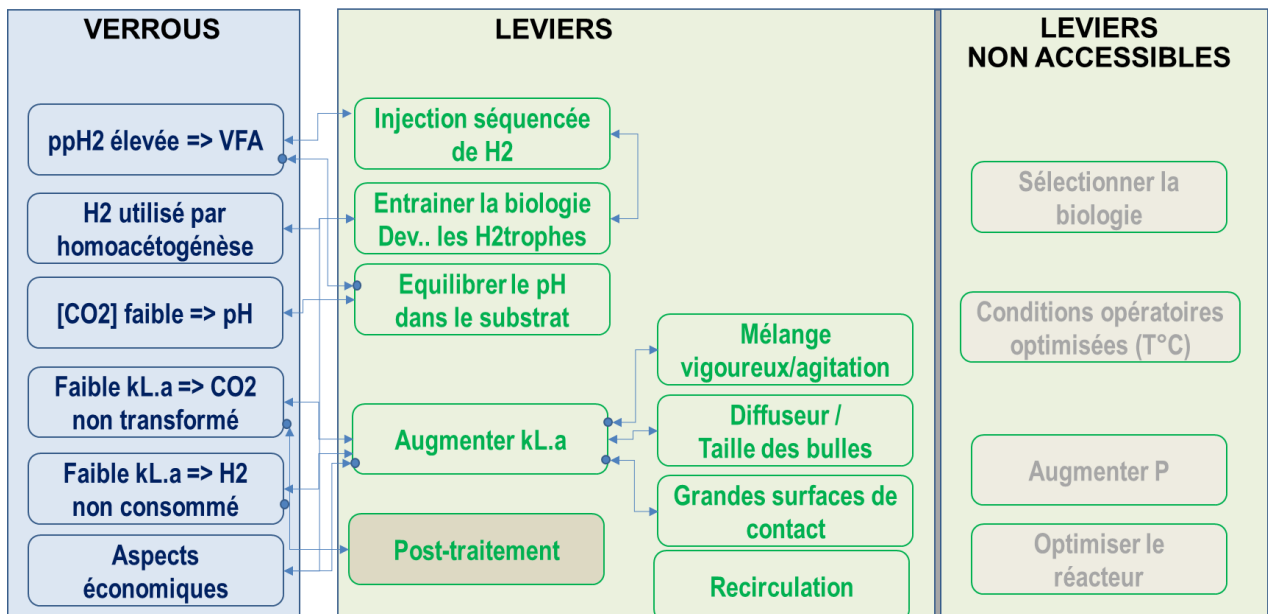 VERROUS
ppH2 élevée => VFA
H2 utilisé par
homoacétogénèse
[CO2] faible => pH
Faible kL.a => CO2
non transformé
Faible kL.a => H2
non consommé
Aspects
économiques
LEVIERS
Injection séquencée
de H2
Entrainer la biologie
Dev.. les H2trophes
Equilibrer le pH
dans le substrat
Augmenter kL.a
Post-traitement
Mélange
vigoureux/agitation
Diffuseur /
Taille des bulles
Grandes surfaces de
contact
Recirculation
LEVIERS
NON ACCESSIBLES
Sélectionner la
biologie
Conditions opératoires
optimisées (T°C)
Augmenter P
Optimiser le
réacteur